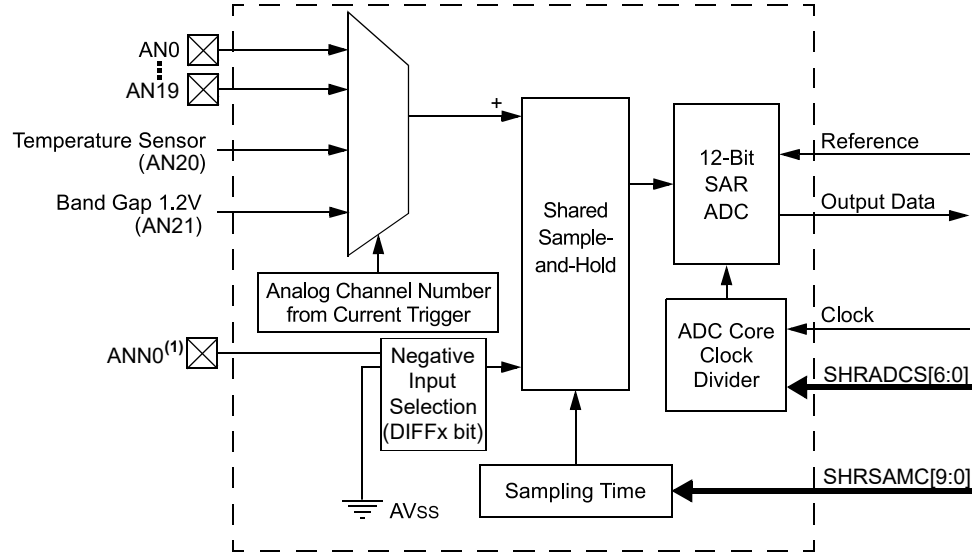 AN0
AN19
Temperature Sensor
(AN20)
Band Gap 1.2V
(AN21)
+
Analog Channel Number
from Current Trigger
ANN0(1)
Negative
Input
Selection
(DIFFx bit)
AVss
Shared
Sample-
and-Hold
Sampling Time
12-Bit
SAR
ADC
ADC Core
Clock
Divider
Reference
Output Data
Clock
SHRADCS[6:0]
SHRSAMC[9:0]